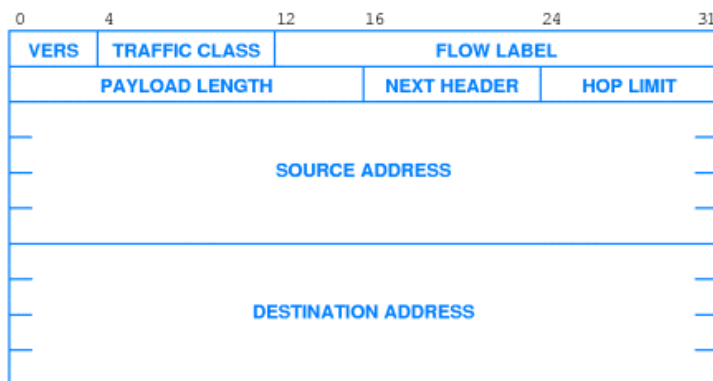 0 4 12 16 24 31
VERS TRAFFIC CLASS FLOW LABEL
PAYLOAD LENGTH NEXT HEADER HOP LIMIT
SOURCE ADDRESS
DESTINATION ADDRESS